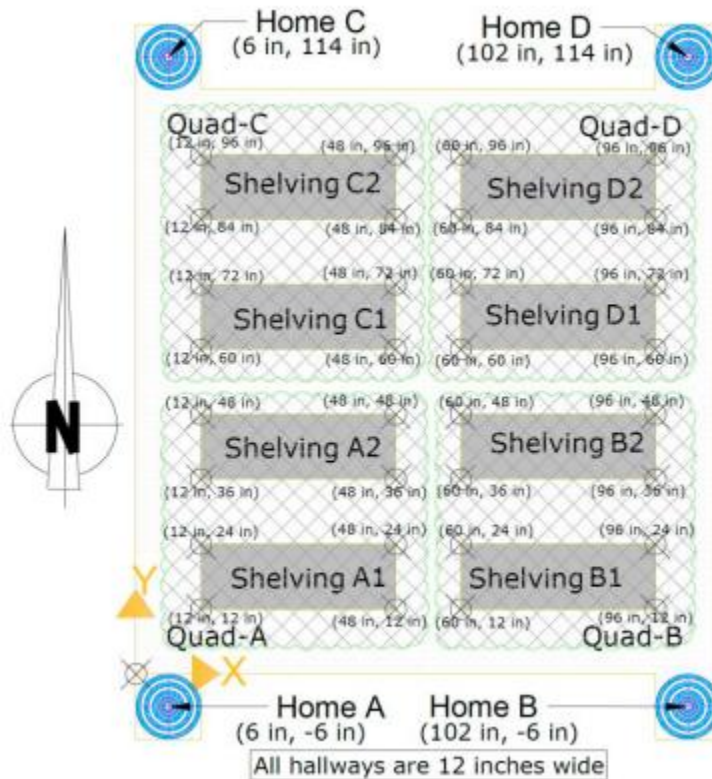 Home C
(6 in, 114 in)
Home D
(102 in, 114 in)
Quad-C
Quad-D
(12 in, 96 in)
(48 in, 96 in)
(60 in, 96 in)
(96 in, 96 in)
Shelving C2
Shelving D2
(12 in, 84 in)
(48 in, 84 in)
(60 in, 84 in)
(96 in, 84 in)
(12 in, 72 in)
(48 in, 72 in)
(60 in, 72 in)
(96 in, 72 in)
Shelving C1
Shelving D1
(12 in, 60 in)
(48 in, 60 in)
(60 in, 60 in)
(96 in, 60 in)
N
(12 in, 48 in)
(48 in, 48 in)
(60 in, 48 in)
(96 in, 48 in)
Shelving A2
Shelving B2
(12 in, 36 in)
(48 in, 36 in)
(60 in, 36 in)
(96 in, 36 in)
(12 in, 24 in)
(48 in, 24 in)
(60 in, 24 in)
(96 in, 24 in)
Shelving A1
Shelving B1
Y
(12 in, 12 in)
(48 in, 12 in)
(60 in, 12 in)
(96 in, 12 in)
Quad-A
Quad-B
X
Home A
(6 in, -6 in)
Home B
(102 in, -6 in)
All hallways are 12 inches wide